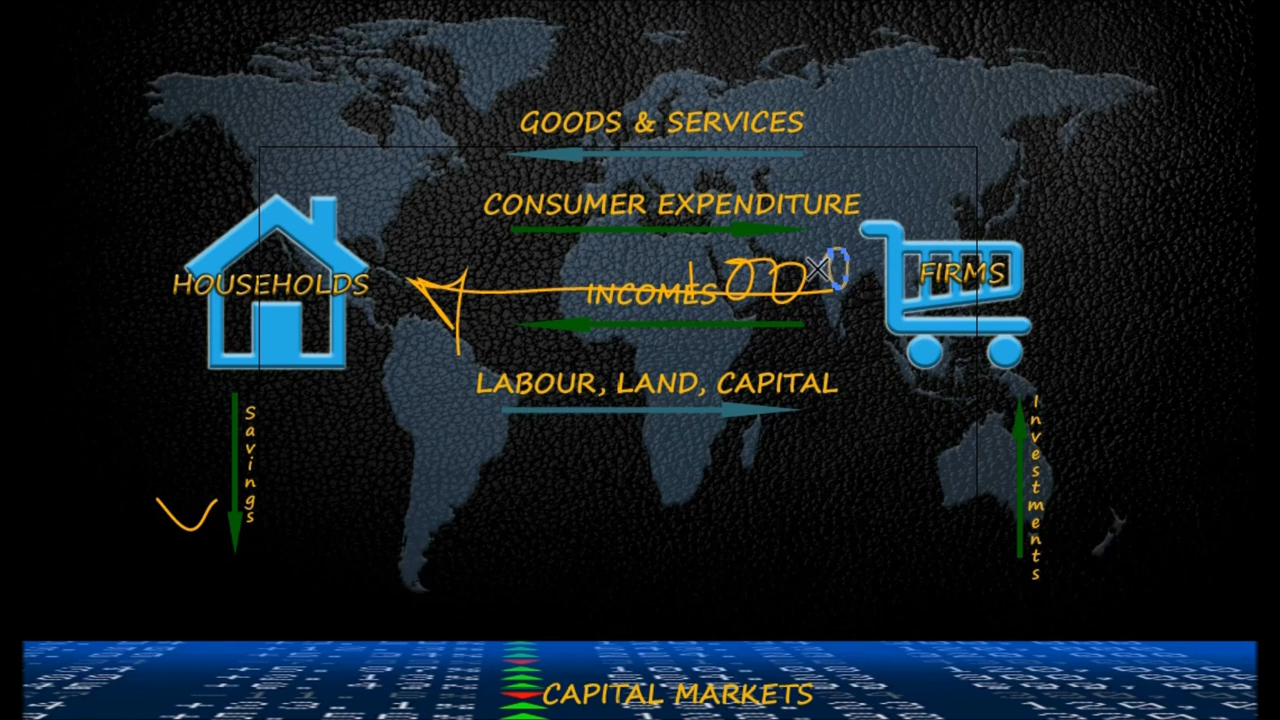 GOODS & SERVICES
CONSUMER EXPENDITURE
HOUSEHOLDS
FIRMS
INCOMES
LABOUR, LAND, CAPITAL
Savings
Investments
CAPITAL MARKETS